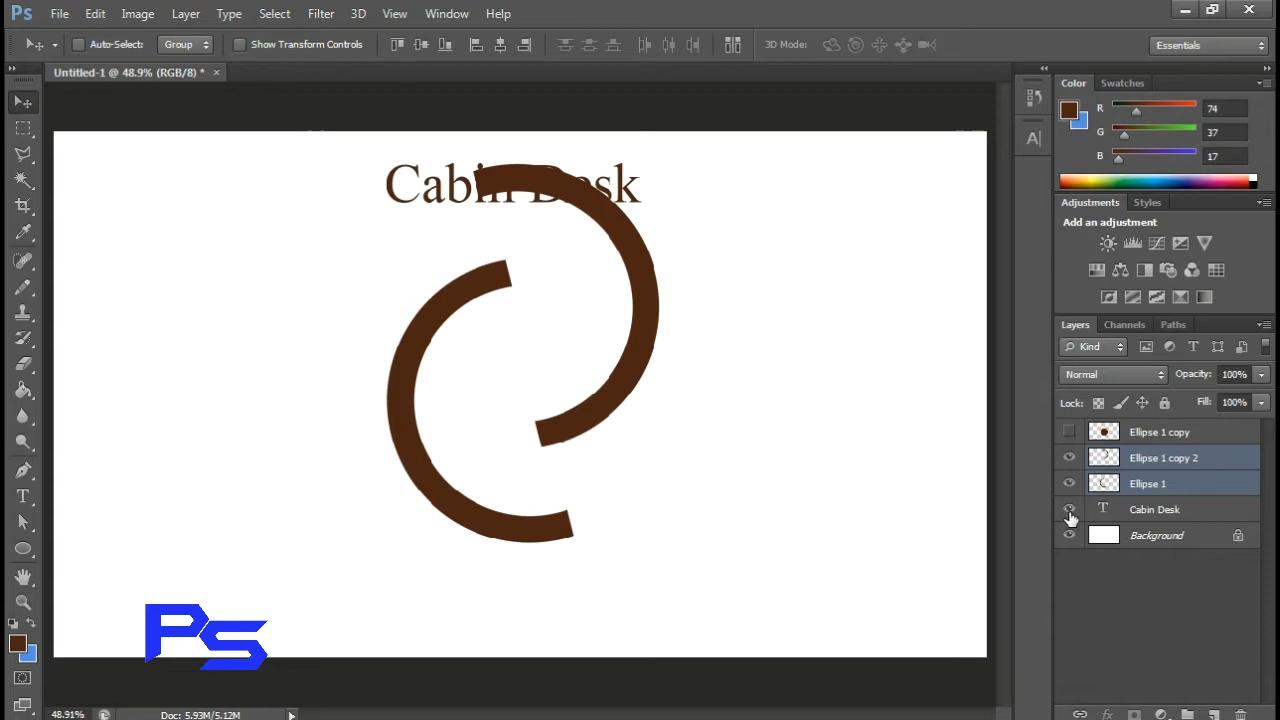 Ps File Edit Image Layer Type Select Filter 3D View Window Help
Auto-Select: Group Show Transform Controls 3D Mode: Essentials
Untitled-1 @ 48.9% (RGB/8) * ×
Color Swatches
R 74
G 37
B 17
Adjustments Styles
Add an adjustment
Layers Channels Paths
Kind
Normal Opacity: 100%
Lock: Fill: 100%
Ellipse 1 copy
Ellipse 1 copy 2
Ellipse 1
T Cabin Desk
Background
Cabin Desk
PS
48.91% Doc: 5.93M/5.12M